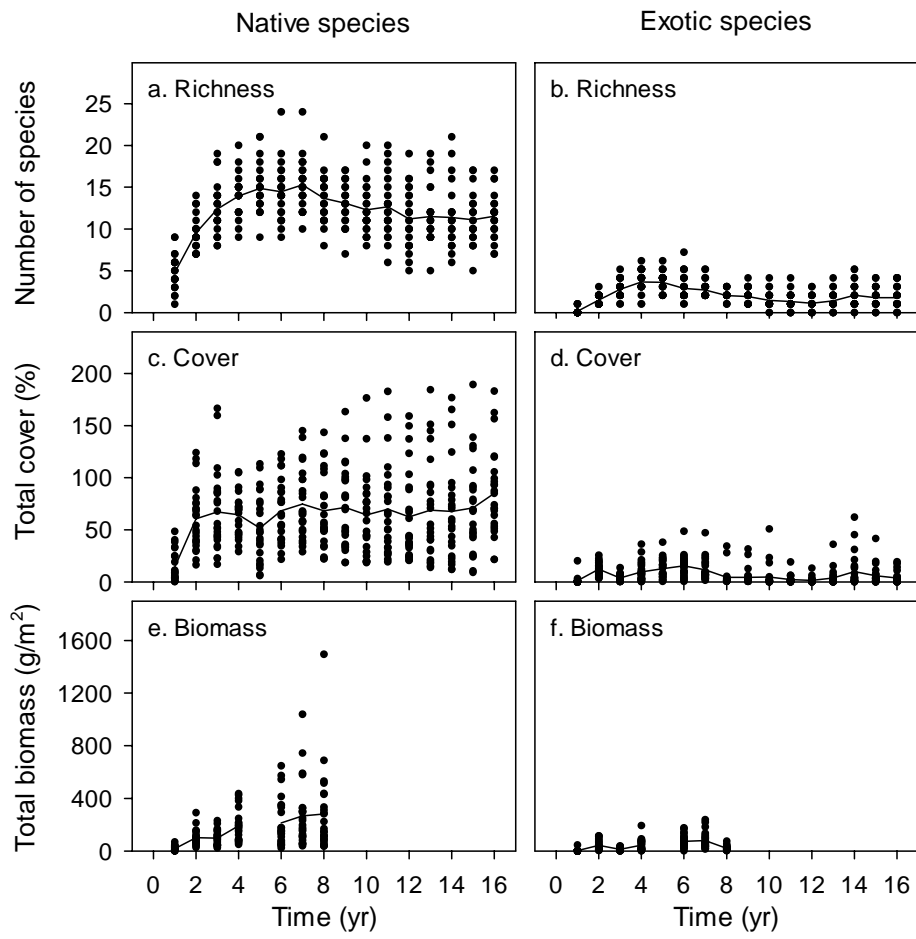 Native species Exotic species
a. Richness
b. Richness
Number of species
25
20
15
10
5
0
c. Cover
d. Cover
Total cover (%)
200
150
100
50
0
e. Biomass
f. Biomass
Total biomass (g/m²)
1600
1200
800
400
0
0 2 4 6 8 10 12 14 16 0 2 4 6 8 10 12 14 16
Time (yr) Time (yr)